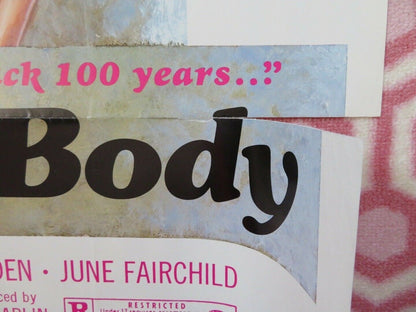 ck 100 years..."
Body
DEN • JUNE FAIRCHILD
ced by
R RESTRICTED